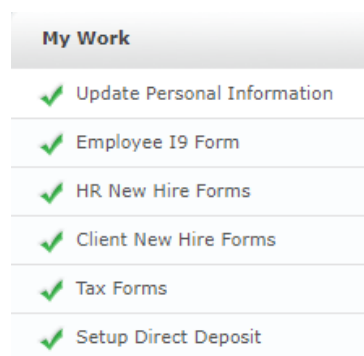 My Work
Update Personal Information
Employee I9 Form
HR New Hire Forms
Client New Hire Forms
Tax Forms
Setup Direct Deposit